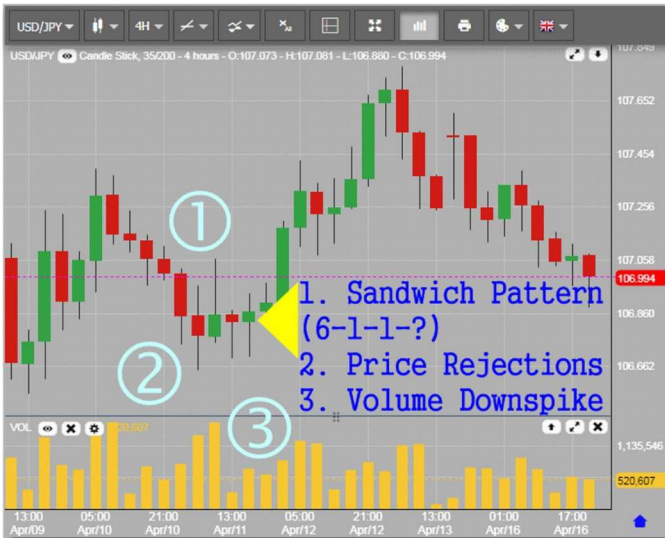 USD/JPY 4H All
USD/JPY Candle Stick, 35/200 - 4 hours - O:107.073 - H:107.081 - L:106.880 - C:106.994
107.849
107.652
107.454
107.256
107.058
106.994
106.860
106.662
1
2
3
1. Sandwich Pattern
(6-1-1-?)
2. Price Rejections
3. Volume Downspike
VOL 520,607
1,135,546
520,607
13:00 05:00 21:00 13:00 05:00 21:00 13:00 01:00 17:00
Apr/09 Apr/10 Apr/10 Apr/11 Apr/12 Apr/12 Apr/13 Apr/16 Apr/16